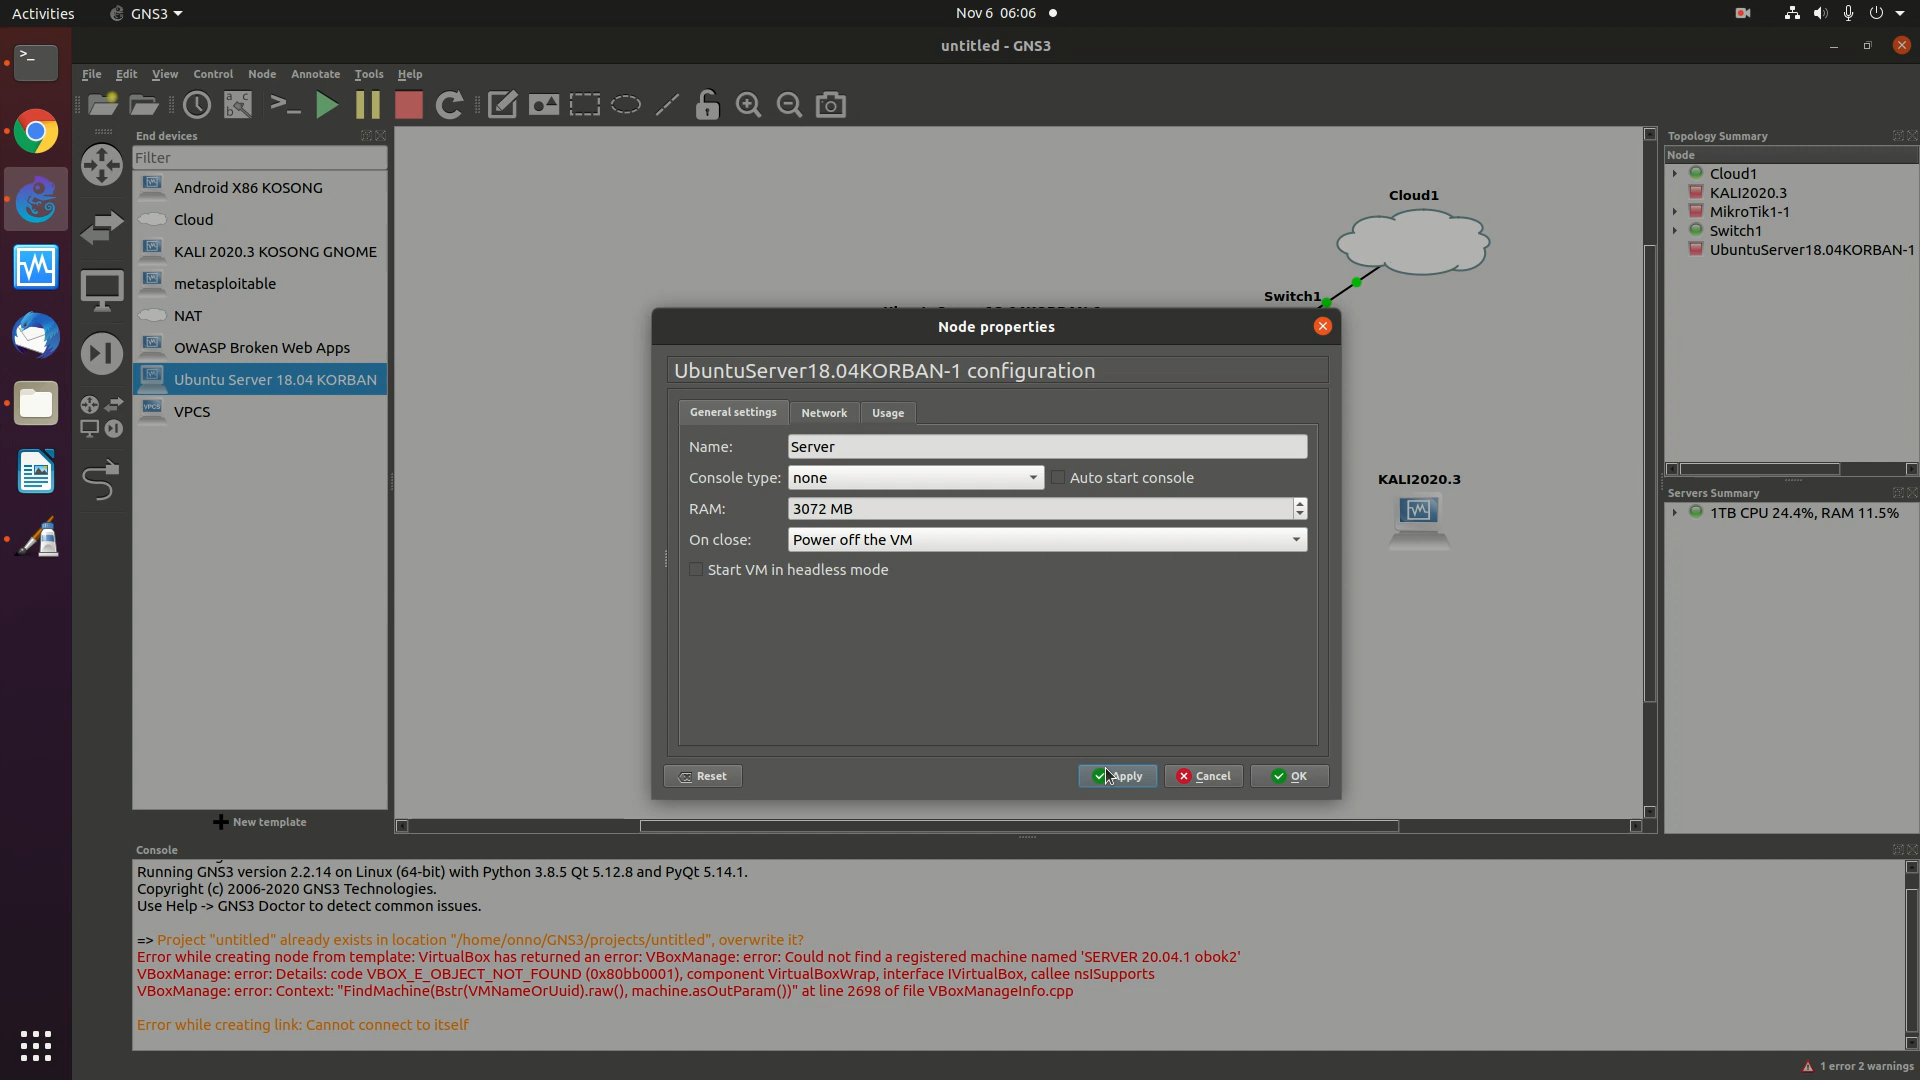 Activities
GNS3
Nov 6 06:06
untitled - GNS3
File Edit View Control Node Annotate Tools Help
End devices
Filter
Android X86 KOSONG
Cloud
KALI 2020.3 KOSONG GNOME
metasploitable
NAT
OWASP Broken Web Apps
Ubuntu Server 18.04 KORBAN
VPCS
New template
Cloud1
Switch1
KALI2020.3
Node properties
UbuntuServer18.04KORBAN-1 configuration
General settings Network Usage
Name: Server
Console type: none Auto start console
RAM: 3072 MB
On close: Power off the VM
Start VM in headless mode
Reset Apply Cancel OK
Topology Summary
Node
Cloud1
KALI2020.3
MikroTik1-1
Switch1
UbuntuServer18.04KORBAN-1
Servers Summary
1TB CPU 24.4%, RAM 11.5%
Console
Running GNS3 version 2.2.14 on Linux (64-bit) with Python 3.8.5 Qt 5.12.8 and PyQt 5.14.1.
Copyright (c) 2006-2020 GNS3 Technologies.
Use Help -> GNS3 Doctor to detect common issues.
=> Project "untitled" already exists in location "/home/onno/GNS3/projects/untitled", overwrite it?
Error while creating node from template: VirtualBox has returned an error: VBoxManage: error: Could not find a registered machine named 'SERVER 20.04.1 obok2'
VBoxManage: error: Details: code VBOX_E_OBJECT_NOT_FOUND (0x80bb0001), component VirtualBoxWrap, interface IVirtualBox, callee nsISupports
VBoxManage: error: Context: "FindMachine(Bstr(VMNameOrUuid).raw(), machine.asOutParam())" at line 2698 of file VBoxManageInfo.cpp
Error while creating link: Cannot connect to itself
1 error 2 warnings